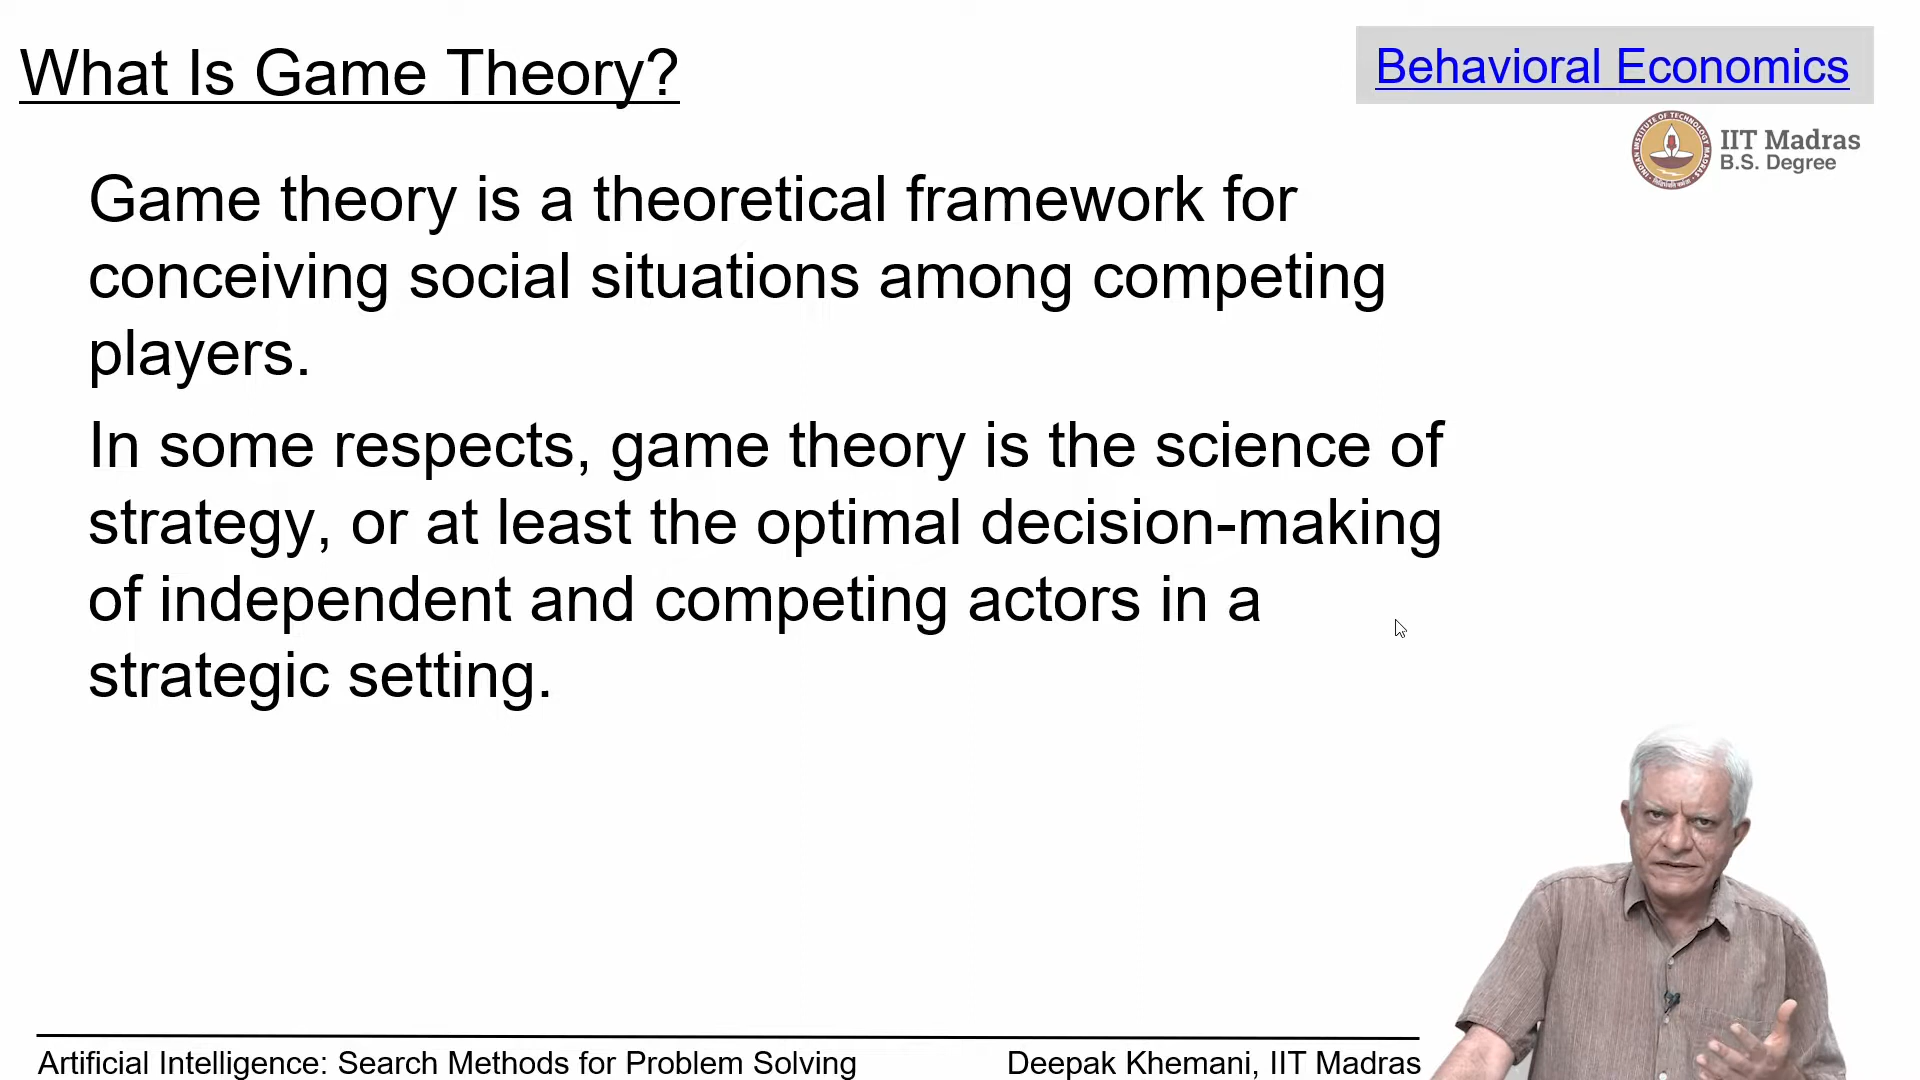 What Is Game Theory?
Behavioral Economics
IIT Madras
B.S. Degree
Game theory is a theoretical framework for
conceiving social situations among competing
players.
In some respects, game theory is the science of
strategy, or at least the optimal decision-making
of independent and competing actors in a
strategic setting.
Artificial Intelligence: Search Methods for Problem Solving
Deepak Khemani, IIT Madras